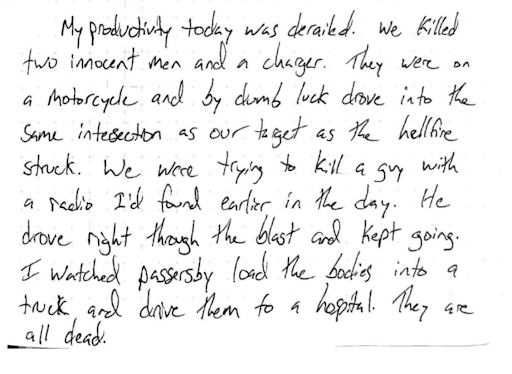 My productivity today was derailed. We killed
two innocent men and a charger. They were on
a motorcycle and by dumb luck drove into the
same intersection as our target as the hellfire
struck. We were trying to kill a guy with
a radio I'd found earlier in the day. He
drove right through the blast and kept going.
I watched passersby load the bodies into a
truck and drive them to a hospital. They are
all dead.